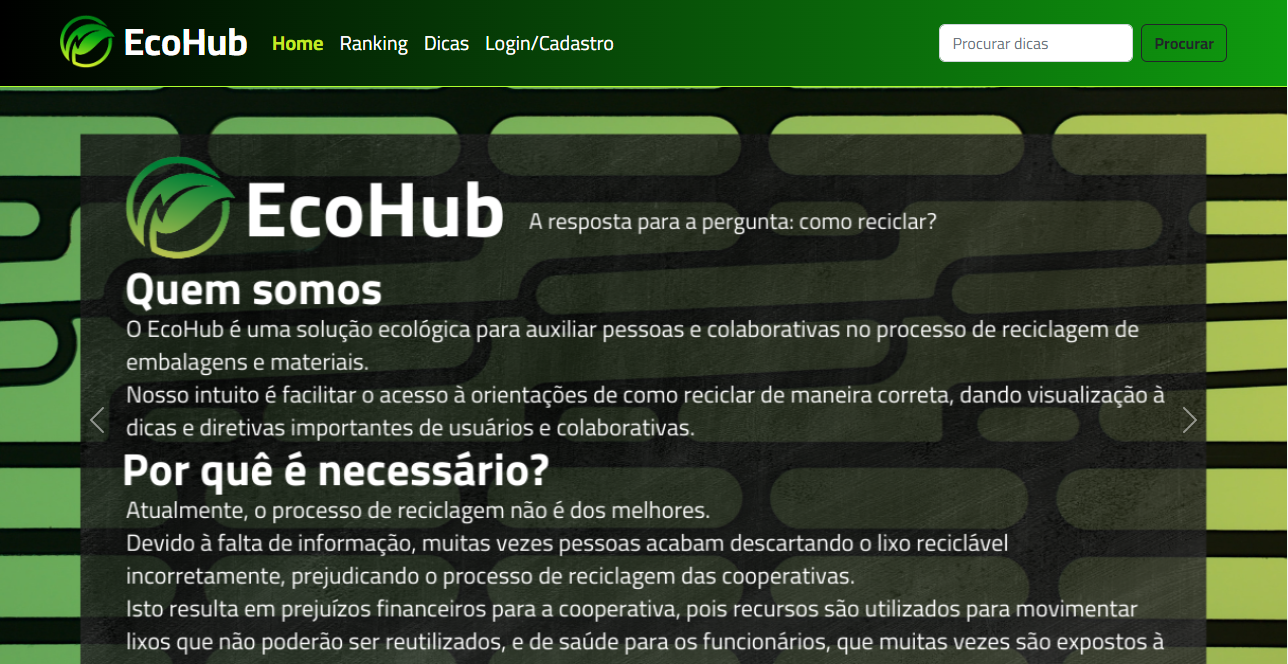 EcoHub Home Ranking Dicas Login/Cadastro Procurar dicas Procurar
EcoHub A resposta para a pergunta: como reciclar?
Quem somos
O EcoHub é uma solução ecológica para auxiliar pessoas e colaborativas no processo de reciclagem de
embalagens e materiais.
Nosso intuito é facilitar o acesso à orientações de como reciclar de maneira correta, dando visualização à
dicas e diretivas importantes de usuários e colaborativas.
Por quê é necessário?
Atualmente, o processo de reciclagem não é dos melhores.
Devido à falta de informação, muitas vezes pessoas acabam descartando o lixo reciclável
incorretamente, prejudicando o processo de reciclagem das cooperativas.
Isto resulta em prejuízos financeiros para a cooperativa, pois recursos são utilizados para movimentar
lixos que não poderão ser reutilizados, e de saúde para os funcionários, que muitas vezes são expostos à